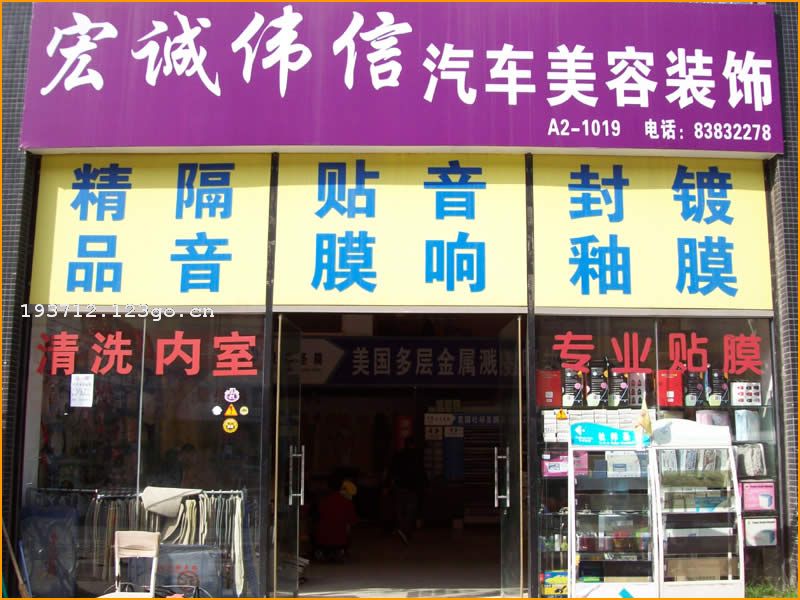 宏诚伟信 汽车美容装饰
A2-1019 电话：83832278
精 隔 贴 音 封 镀
品 音 膜 响 釉 膜
193712.123go.cn
清洗内室
专业贴膜
美国多层金属溅